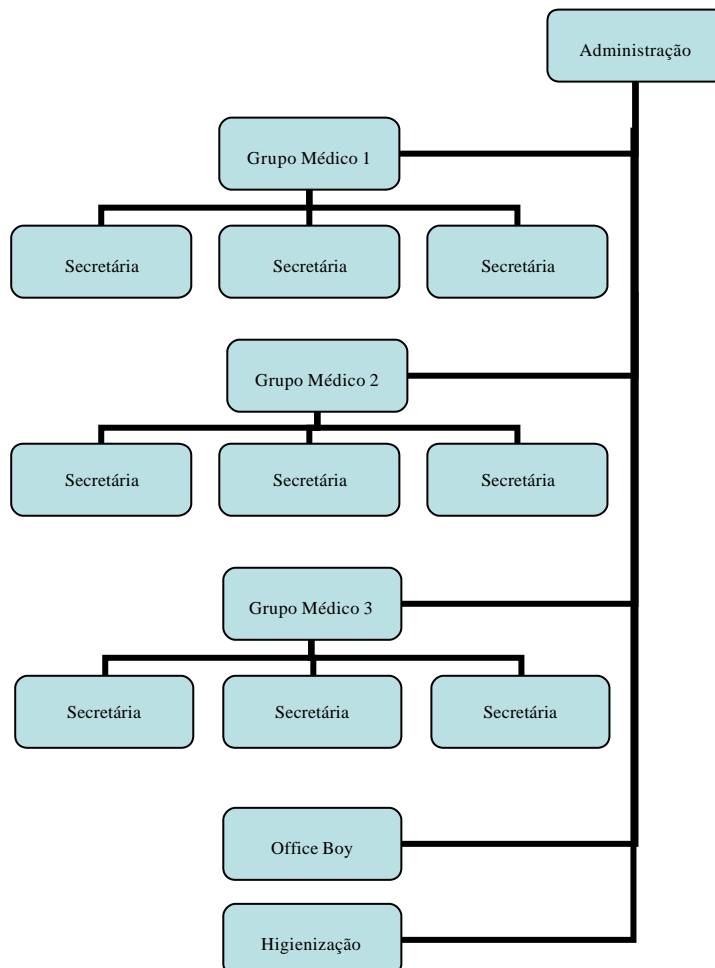 Administração
Grupo Médico 1
Secretária
Secretária
Secretária
Grupo Médico 2
Secretária
Secretária
Secretária
Grupo Médico 3
Secretária
Secretária
Secretária
Office Boy
Higienização